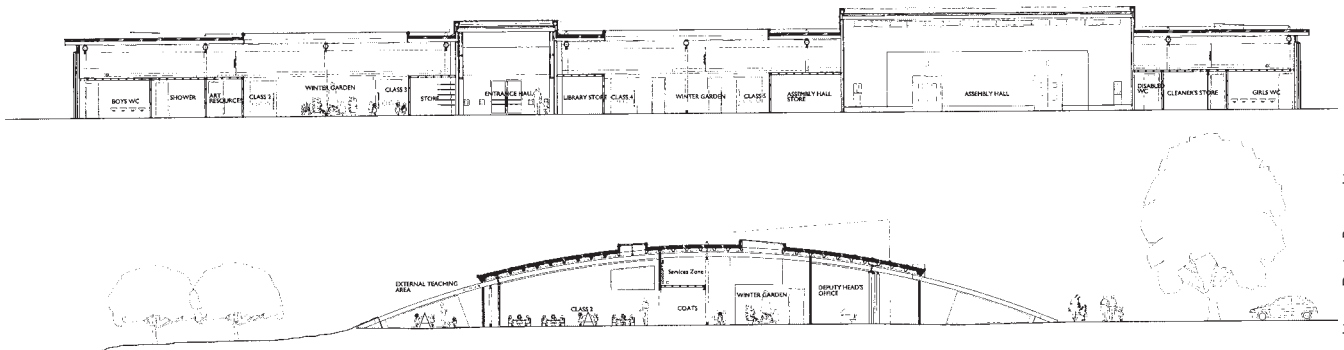 BOYS WC
SHOWER
ART
RESOURCES
CLASS 2
WINTER GARDEN
CLASS 3
STORE
ENTRANCE HALL
LIBRARY STORE
CLASS 4
WINTER GARDEN
CLASS 5
ASSEMBLY HALL
STORE
ASSEMBLY HALL
DISABLED
WC
CLEANER'S STORE
GIRLS WC
EXTERNAL TEACHING
AREA
CLASS 2
Services Zone
COATS
WINTER GARDEN
DEPUTY HEAD'S
OFFICE